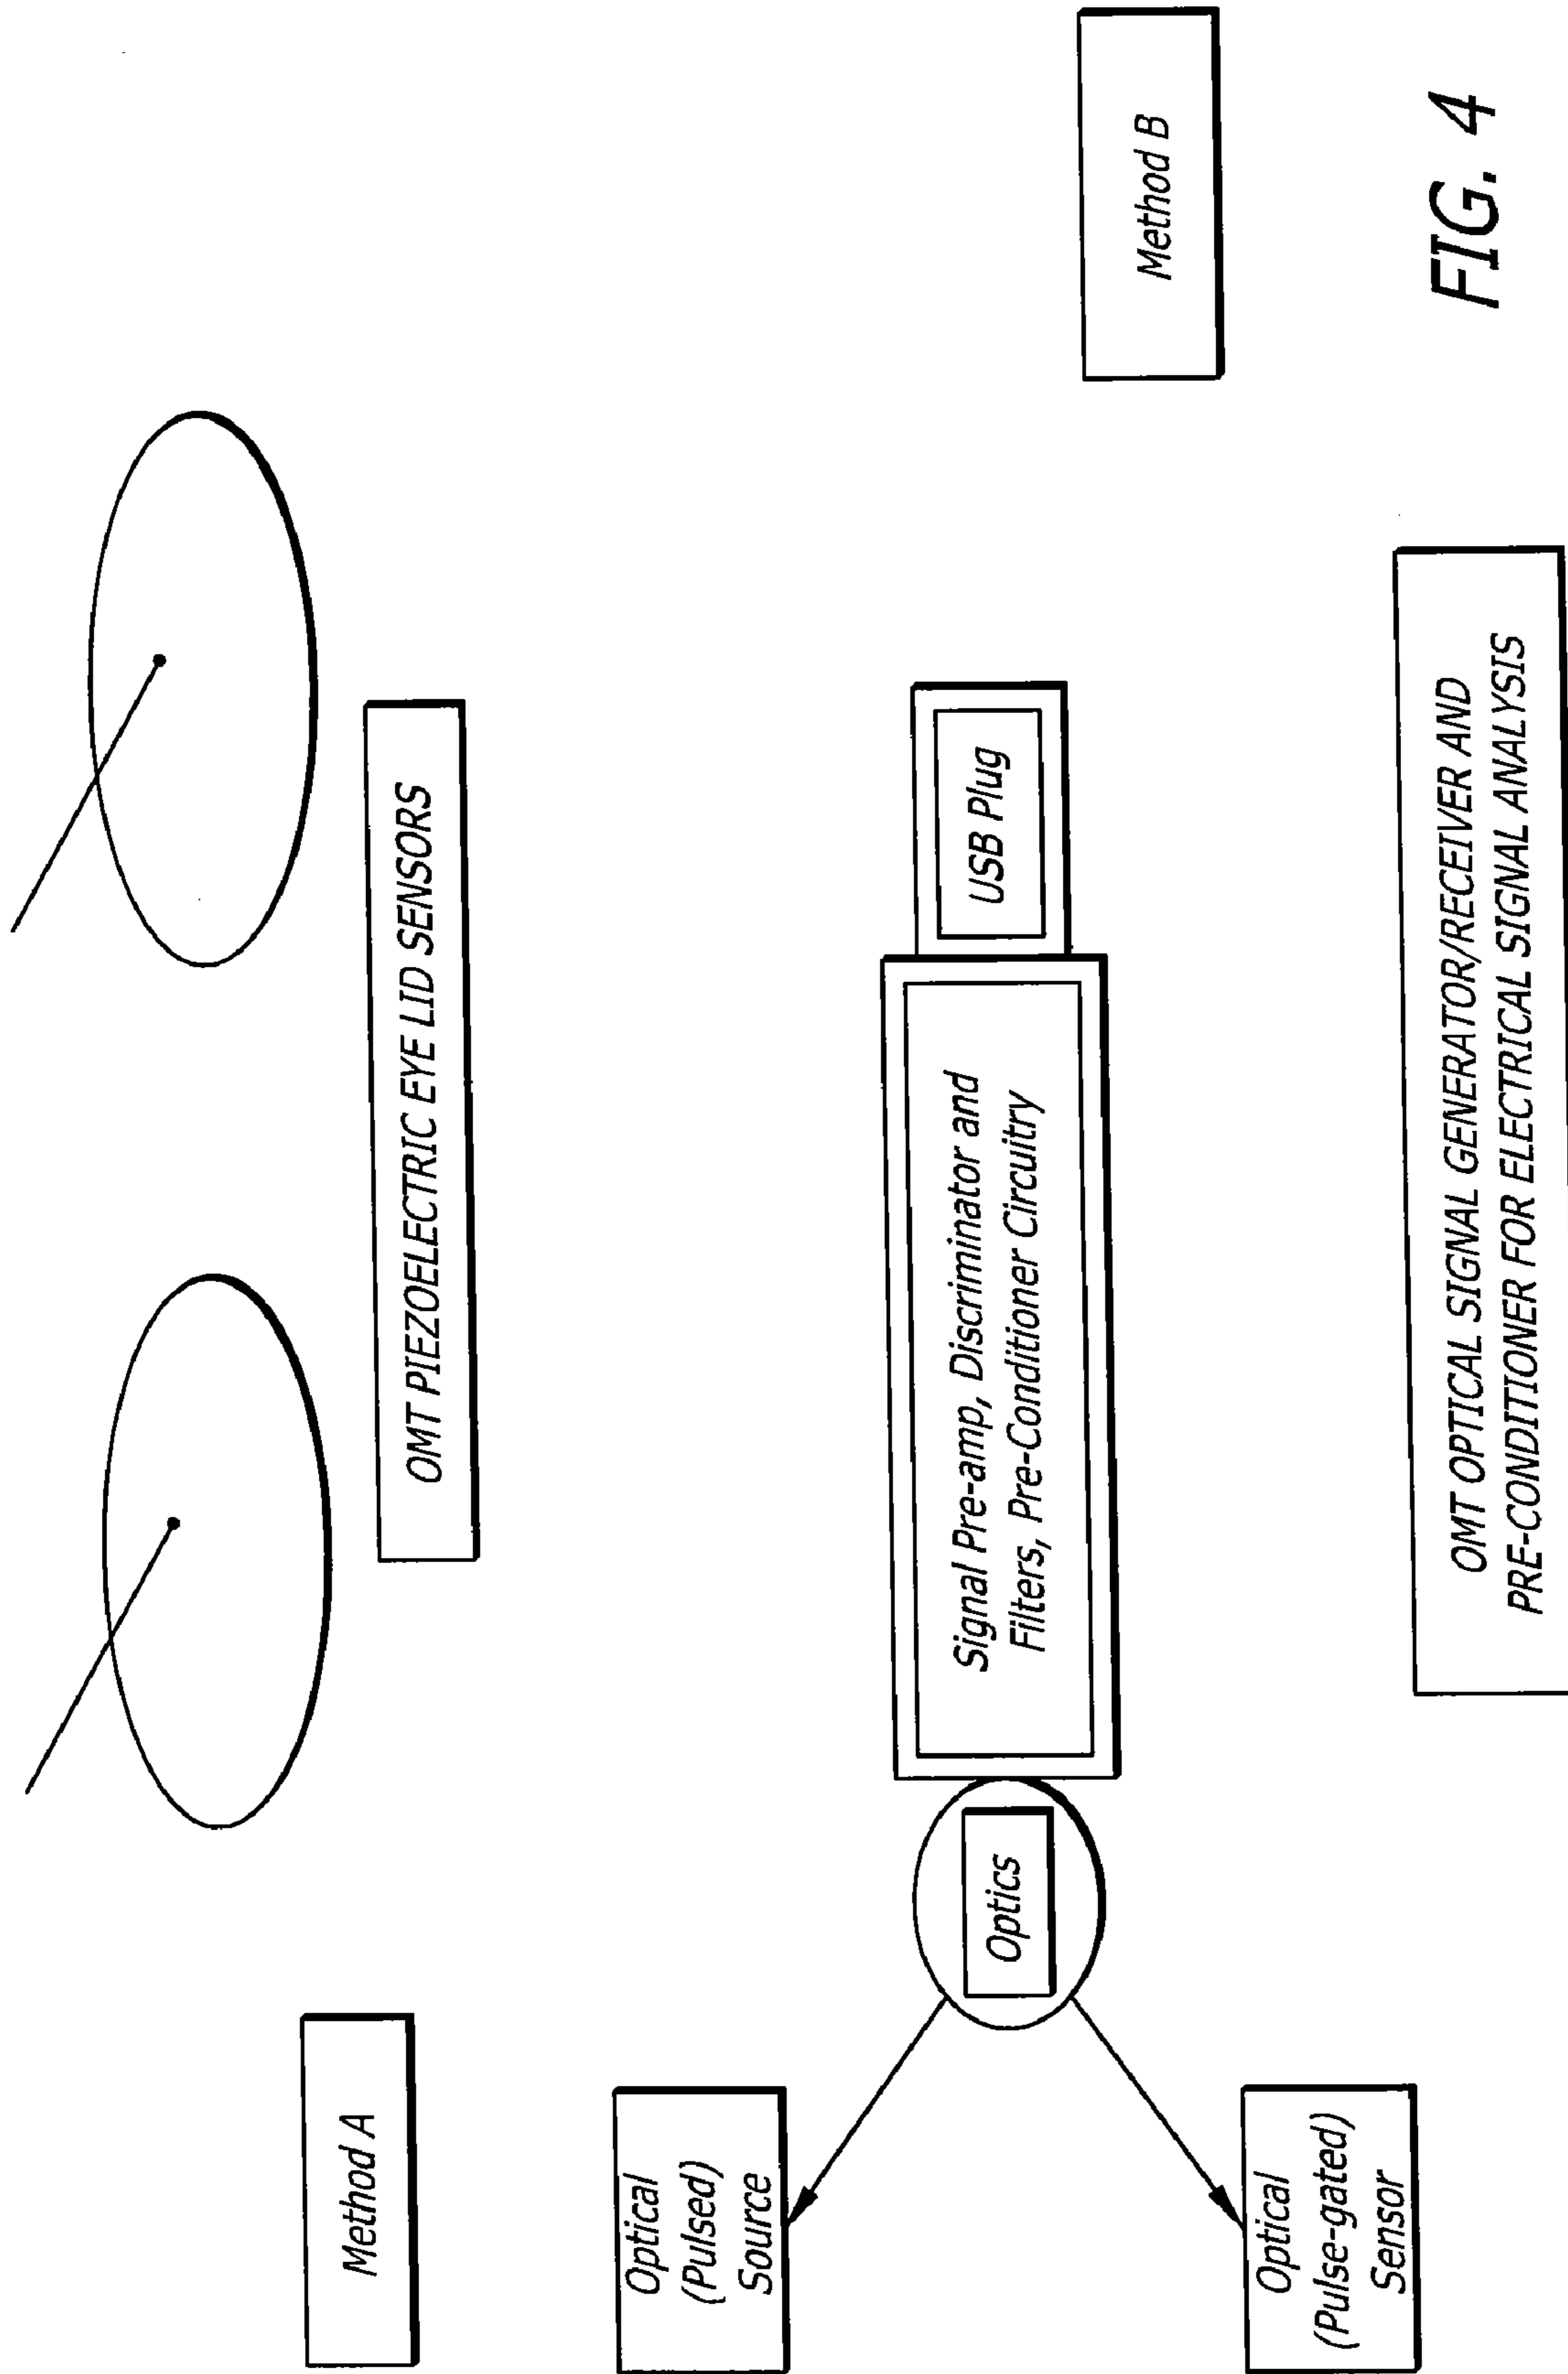 Method A
OMT PIEZOELECTRIC EYE LID SENSORS
Optical
(Pulsed)
Source
Optics
Signal Pre-amp, Discriminator and
Filters, Pre-Conditioner Circuitry
USB Plug
Optical
(Pulse-gated)
Sensor
Method B
OMT OPTICAL SIGNAL GENERATOR/RECEIVER AND
PRE-CONDITIONER FOR ELECTRICAL SIGNAL ANALYSIS
FIG. 4